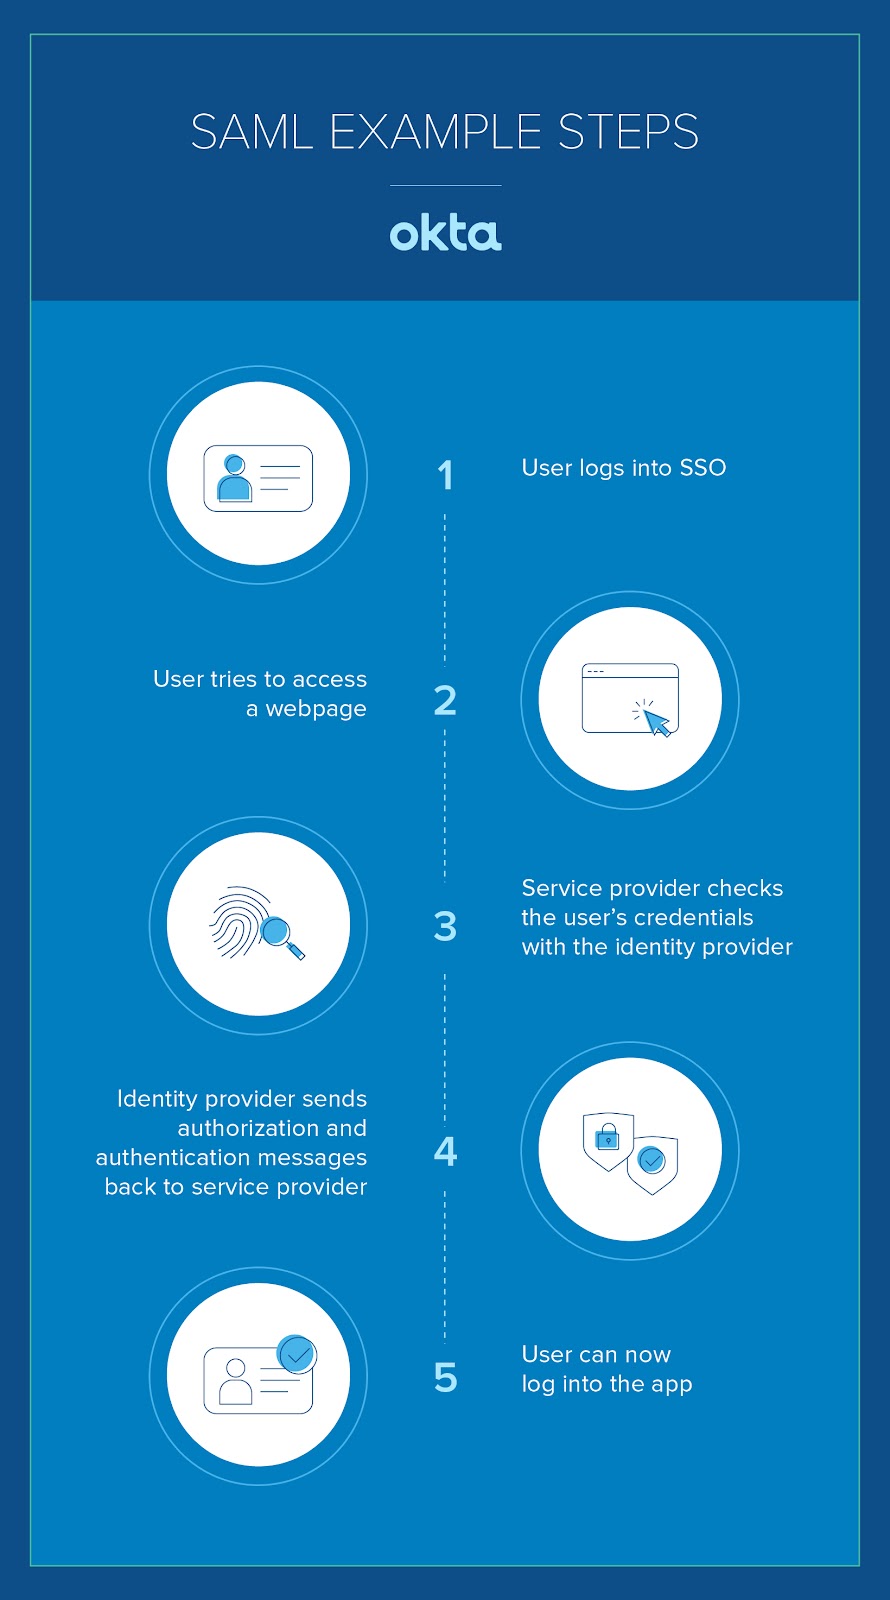 SAML EXAMPLE STEPS
okta
1
User logs into SSO
2
User tries to access
a webpage
3
Service provider checks
the user’s credentials
with the identity provider
4
Identity provider sends
authorization and
authentication messages
back to service provider
5
User can now
log into the app